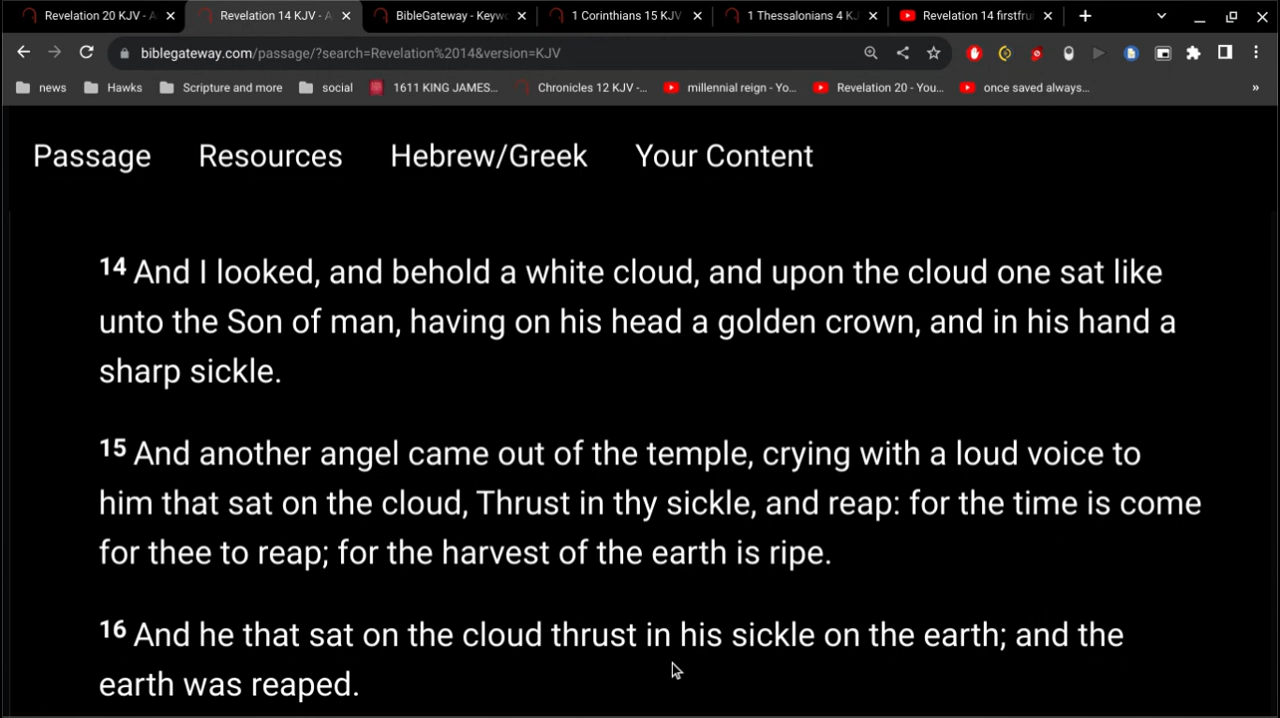 Revelation 20 KJV - A
Revelation 14 KJV - A
BibleGateway - Keyw
1 Corinthians 15 KJV
1 Thessalonians 4 KJ
Revelation 14 firstfru
biblegateway.com/passage/?search=Revelation%2014&version=KJV
news Hawks Scripture and more social 1611 KING JAMES... Chronicles 12 KJV -... millennial reign - Yo... Revelation 20 - You... once saved always... »
Passage Resources Hebrew/Greek Your Content
14 And I looked, and behold a white cloud, and upon the cloud one sat like
unto the Son of man, having on his head a golden crown, and in his hand a
sharp sickle.
15 And another angel came out of the temple, crying with a loud voice to
him that sat on the cloud, Thrust in thy sickle, and reap: for the time is come
for thee to reap; for the harvest of the earth is ripe.
16 And he that sat on the cloud thrust in his sickle on the earth; and the
earth was reaped.